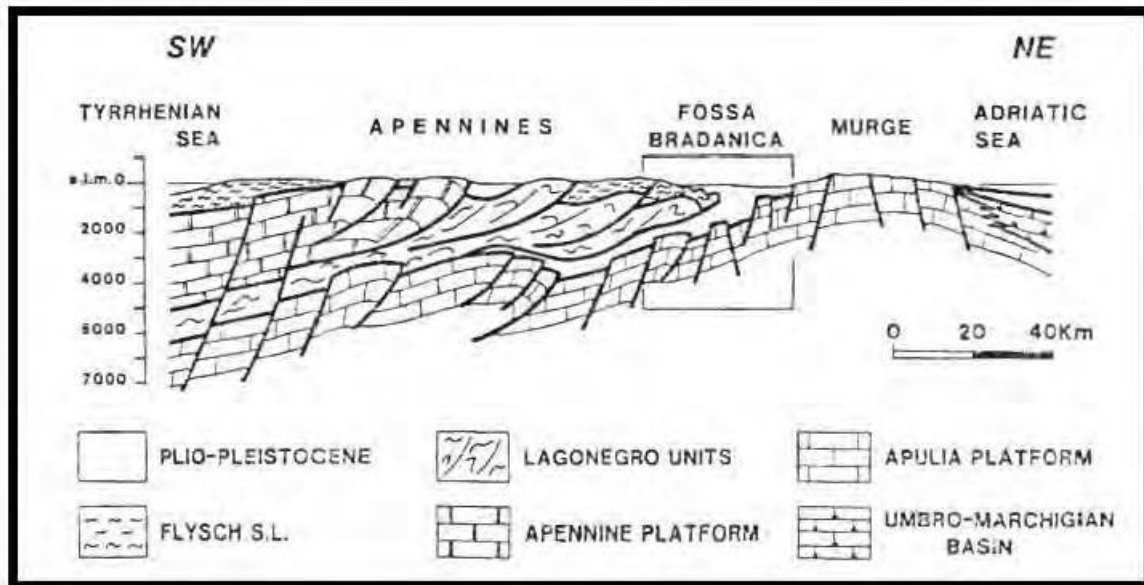 SW
NE
TYRRHENIAN
SEA
APENNINES
FOSSA
BRADANICA
MURGE
ADRIATIC
SEA
s.l.m. 0
2000
4000
6000
7000
0 20 40Km
PLIO-PLEISTOCENE
LAGONEGRO UNITS
APULIA PLATFORM
FLYSCH S.L.
APENNINE PLATFORM
UMBRO-MARCHIGIAN
BASIN